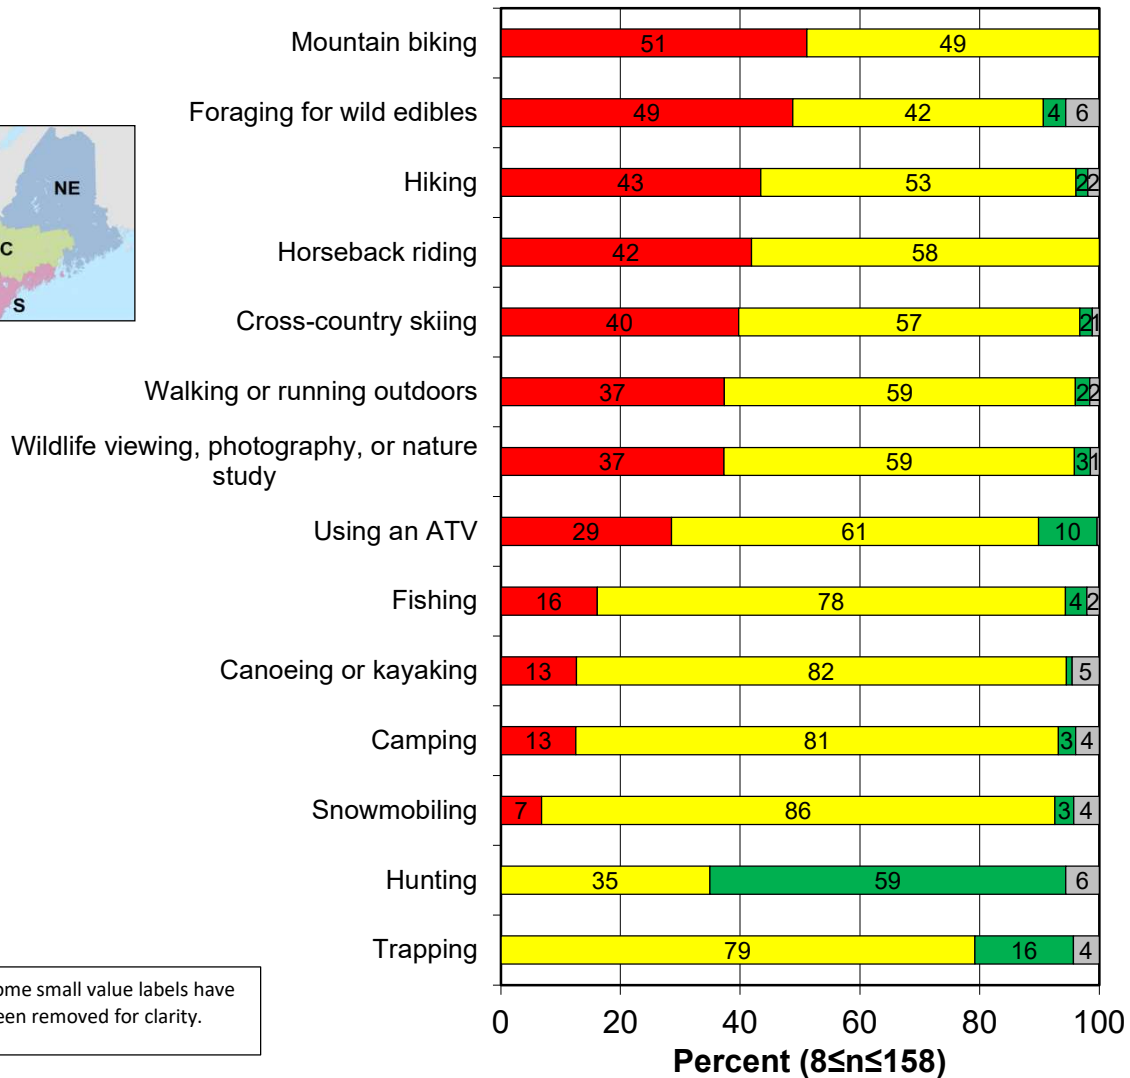 Mountain biking 51 49
Foraging for wild edibles 49 42 4 6
Hiking 43 53 2 2
Horseback riding 42 58
Cross-country skiing 40 57 2 1
Walking or running outdoors 37 59 2 2
Wildlife viewing, photography, or nature
study 37 59 3 1
Using an ATV 29 61 10
Fishing 16 78 4 2
Canoeing or kayaking 13 82 5
Camping 13 81 3 4
Snowmobiling 7 86 3 4
Hunting 35 59 6
Trapping 79 16 4
0 20 40 60 80 100
Percent (8≤n≤158)
NE
C
S
ome small value labels have
een removed for clarity.